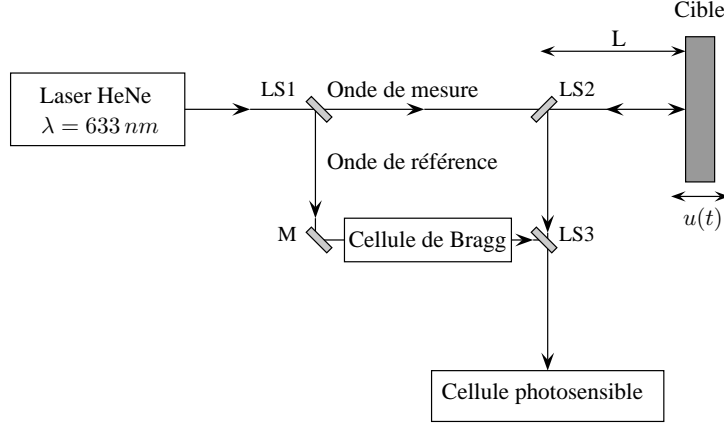 Cible
L
Laser HeNe
λ = 633 nm
LS1
Onde de mesure
LS2
Onde de référence
u(t)
M
Cellule de Bragg
LS3
Cellule photosensible